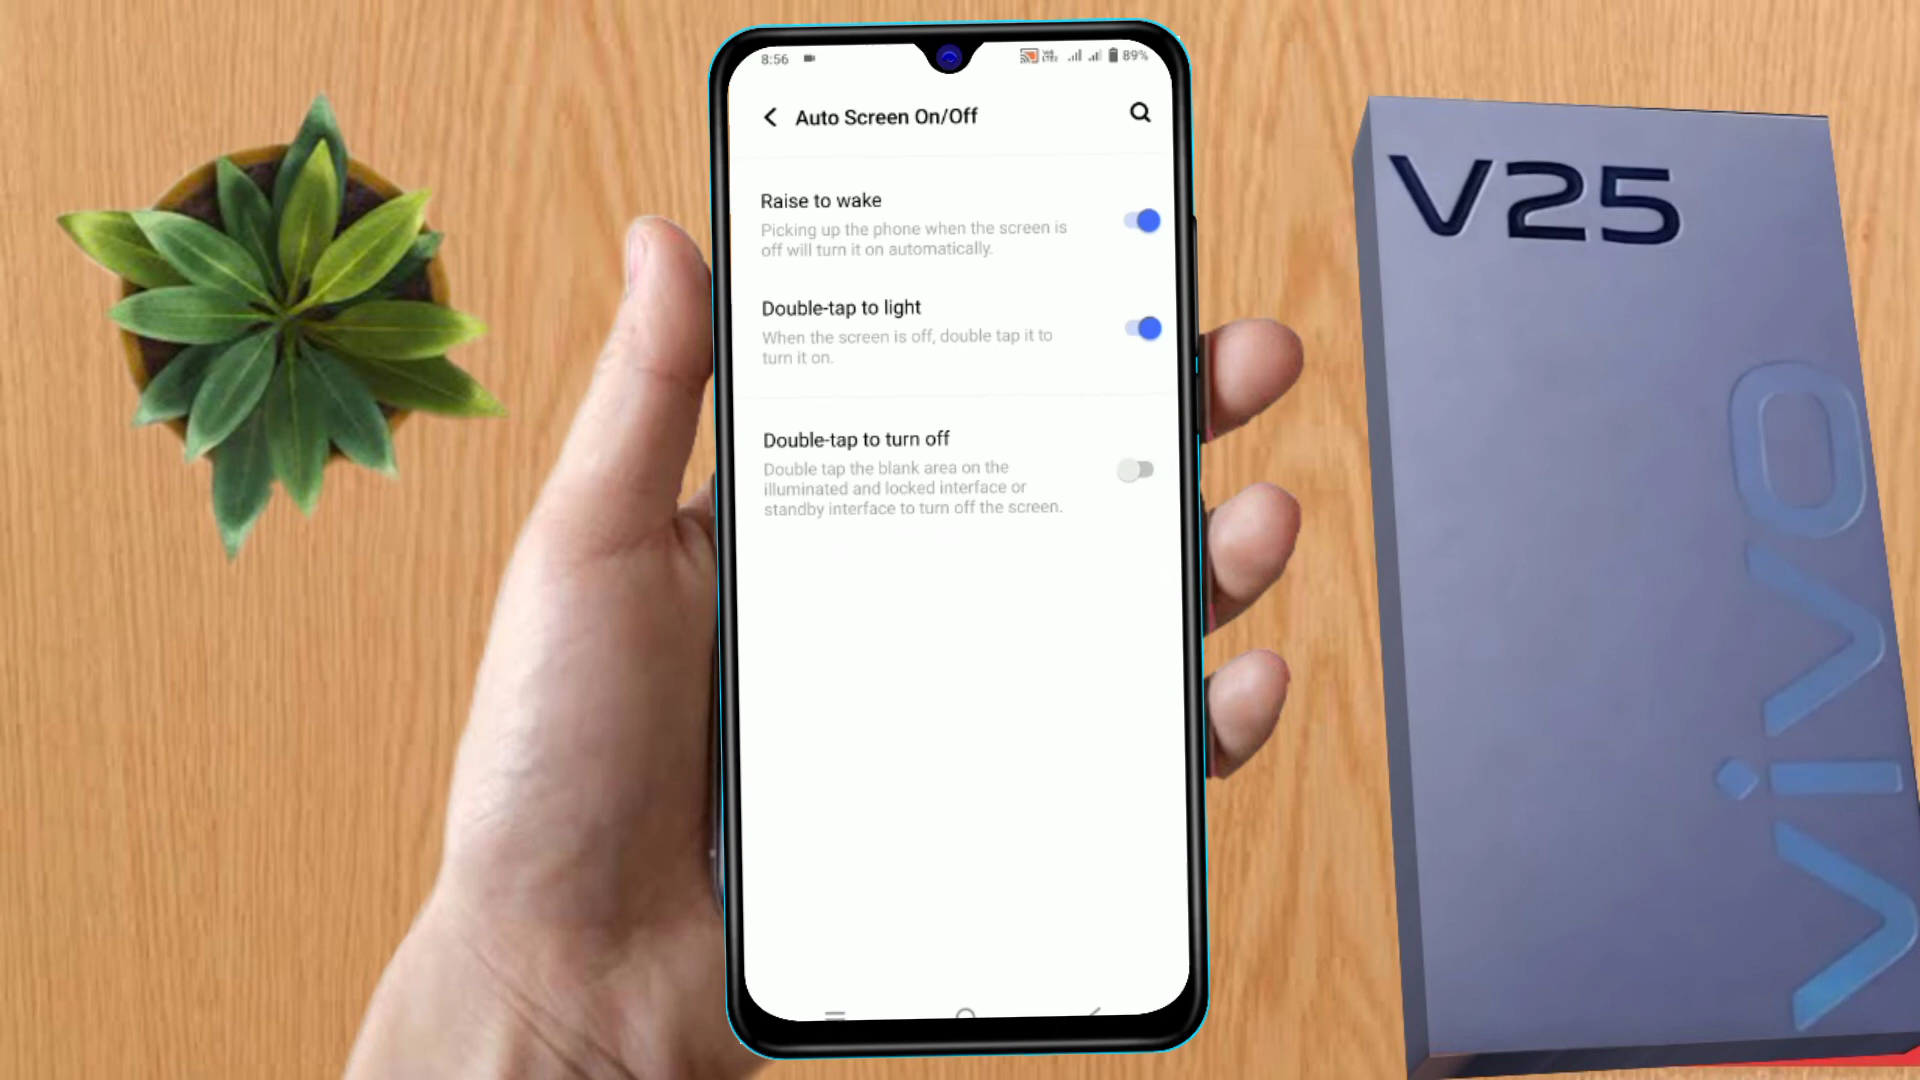 8:56
89%
Auto Screen On/Off
Raise to wake
Picking up the phone when the screen is
off will turn it on automatically.
Double-tap to light
When the screen is off, double tap it to
turn it on.
Double-tap to turn off
Double tap the blank area on the
illuminated and locked interface or
standby interface to turn off the screen.
V25
vivo